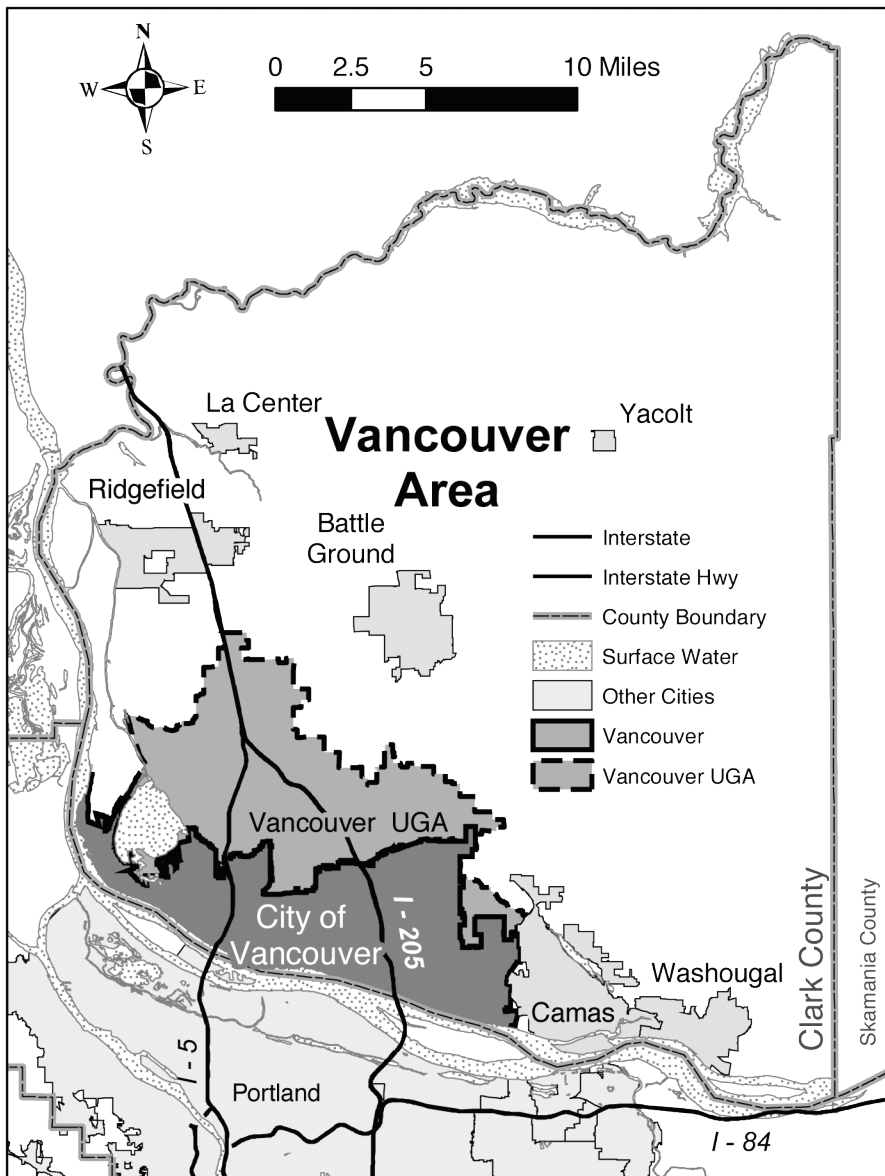 N
W E
S
0 2.5 5 10 Miles
La Center
Vancouver
Area
Yacolt
Ridgefield
Battle
Ground
Interstate
Interstate Hwy
County Boundary
Surface Water
Other Cities
Vancouver
Vancouver UGA
Vancouver UGA
City of
Vancouver
I - 205
Clark County
Skamania County
Washougal
Camas
I - 5
Portland
I - 84